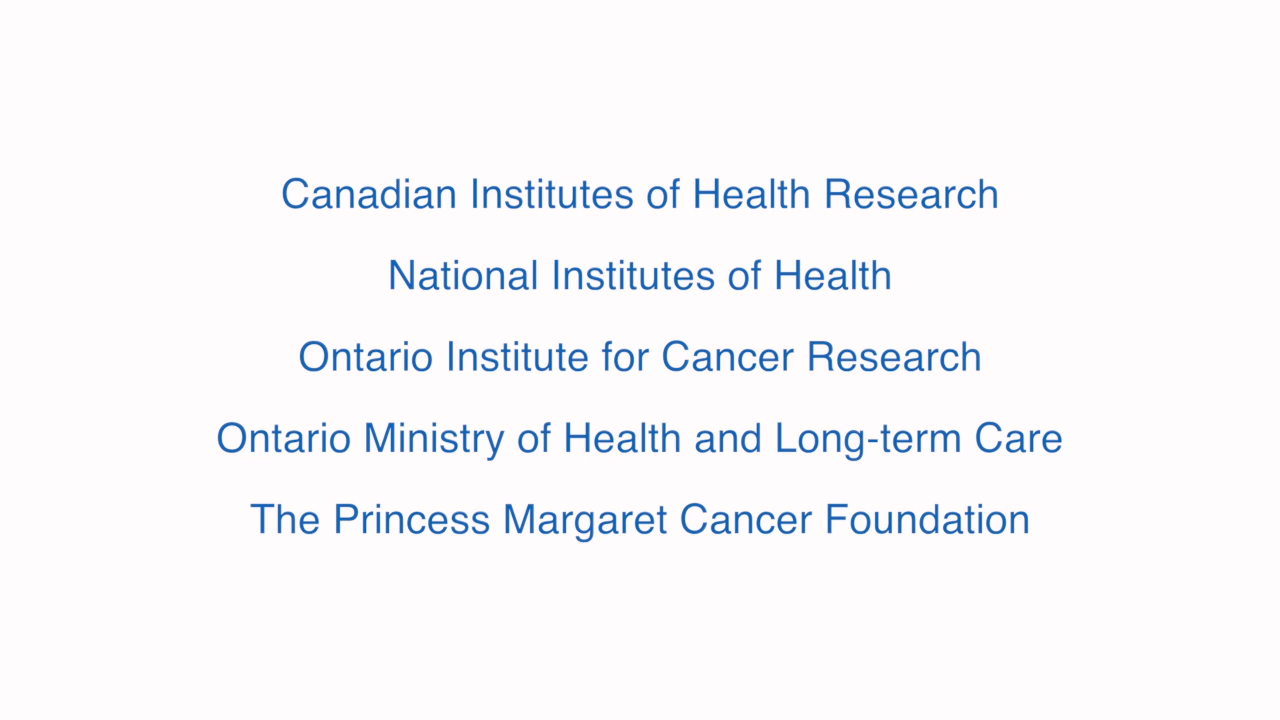 Canadian Institutes of Health Research
National Institutes of Health
Ontario Institute for Cancer Research
Ontario Ministry of Health and Long-term Care
The Princess Margaret Cancer Foundation